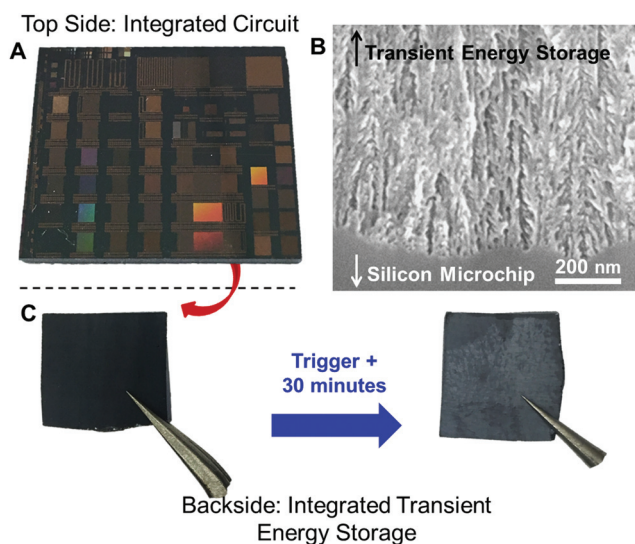 Top Side: Integrated Circuit
A
B
Transient Energy Storage
Silicon Microchip
200 nm
C
Trigger +
30 minutes
Backside: Integrated Transient
Energy Storage